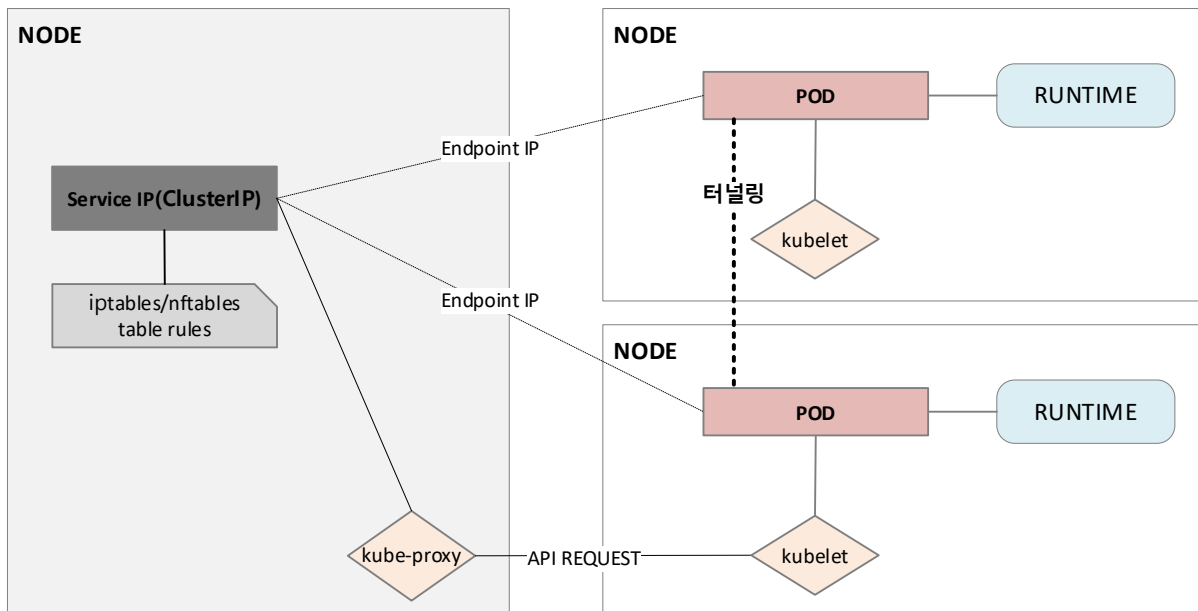 NODE
Service IP(ClusterIP)
iptables/nftables
table rules
kube-proxy
Endpoint IP
Endpoint IP
API REQUEST
NODE
POD
RUNTIME
터널링
kubelet
NODE
POD
RUNTIME
kubelet